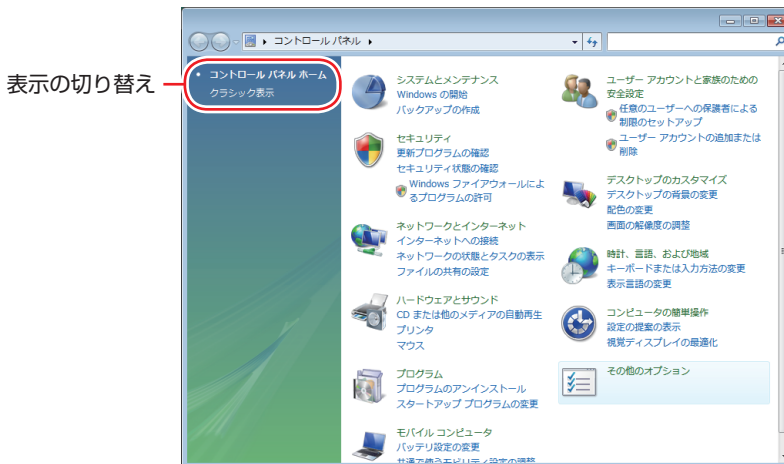 表示の切り替え
コントロール パネル
コントロール パネル ホーム
クラシック表示
システムとメンテナンス
Windows の開始
バックアップの作成
セキュリティ
更新プログラムの確認
セキュリティ状態の確認
Windows ファイアウォールによ
るプログラムの許可
ネットワークとインターネット
インターネットへの接続
ネットワークの状態とタスクの表示
ファイルの共有の設定
ハードウェアとサウンド
CD または他のメディアの自動再生
プリンタ
マウス
プログラム
プログラムのアンインストール
スタートアップ プログラムの変更
モバイル コンピュータ
バッテリ設定の変更
共通で使うモビリティ設定の調整
ユーザー アカウントと家族のための
安全設定
任意のユーザーへの保護者による
制限のセットアップ
ユーザー アカウントの追加または
削除
デスクトップのカスタマイズ
デスクトップの背景の変更
配色の変更
画面の解像度の調整
時計、言語、および地域
キーボードまたは入力方法の変更
表示言語の変更
コンピュータの簡単操作
設定の提案の表示
視覚ディスプレイの最適化
その他のオプション